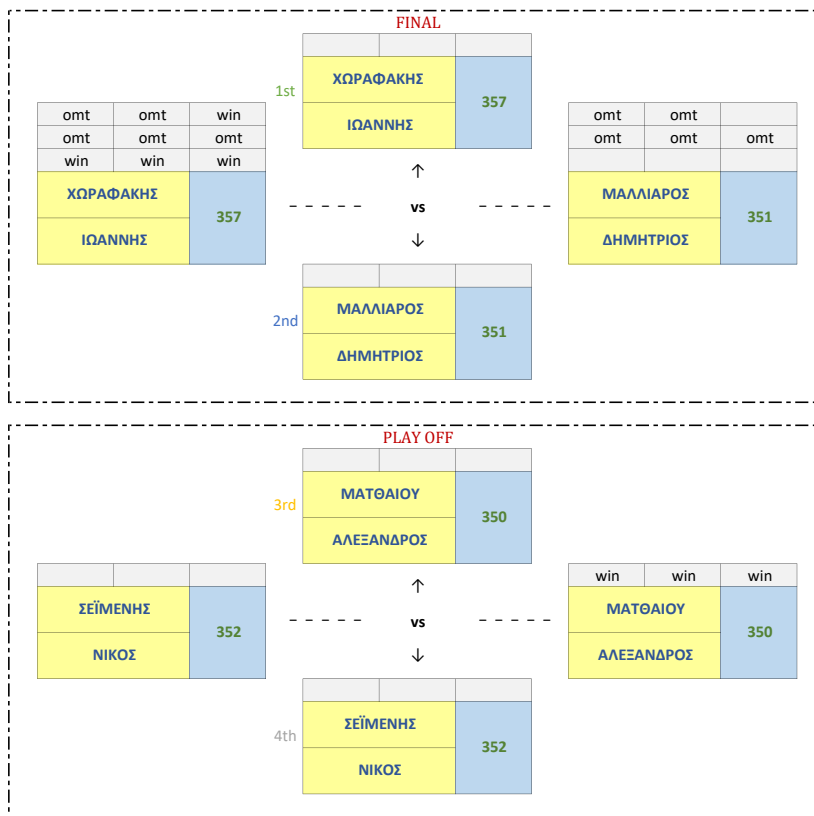 FINAL
1st
ΧΩΡΑΦΑΚΗΣ
ΙΩΑΝΝΗΣ
357
omt omt win
omt omt omt
win win win
ΧΩΡΑΦΑΚΗΣ
ΙΩΑΝΝΗΣ
357
↑
vs
↓
omt omt
omt omt omt
ΜΑΛΛΙΑΡΟΣ
ΔΗΜΗΤΡΙΟΣ
351
2nd
ΜΑΛΛΙΑΡΟΣ
ΔΗΜΗΤΡΙΟΣ
351
PLAY OFF
3rd
ΜΑΤΘΑΙΟΥ
ΑΛΕΞΑΝΔΡΟΣ
350
ΣΕΪΜΕΝΗΣ
ΝΙΚΟΣ
352
↑
vs
↓
win win win
ΜΑΤΘΑΙΟΥ
ΑΛΕΞΑΝΔΡΟΣ
350
4th
ΣΕΪΜΕΝΗΣ
ΝΙΚΟΣ
352